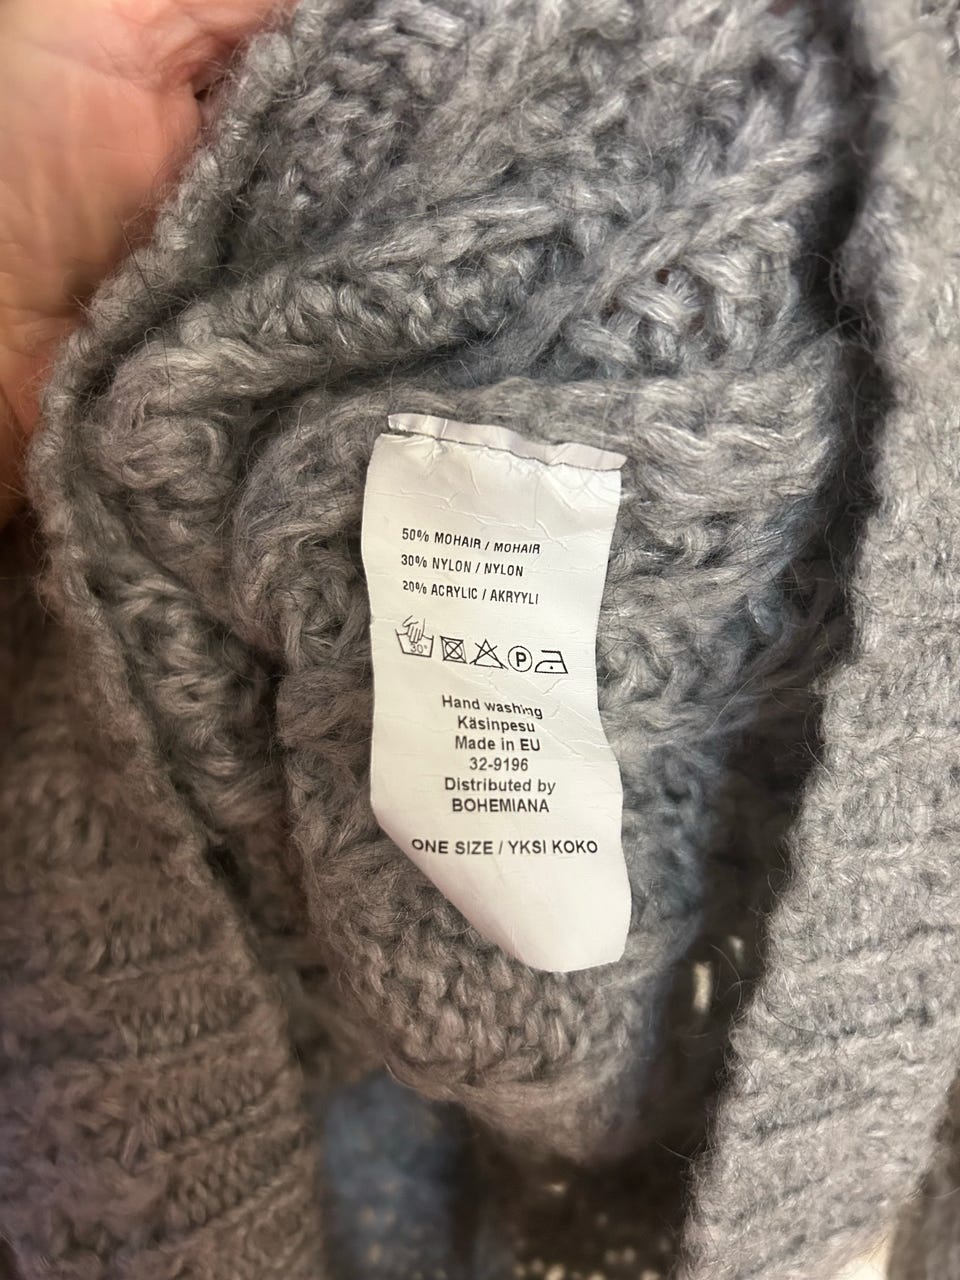 50% MOHAIR / MOHAIR
30% NYLON / NYLON
20% ACRYLIC / AKRYYLI
30° P
Hand washing
Käsinpesu
Made in EU
32-9196
Distributed by
BOHEMIANA
ONE SIZE / YKSI KOKO